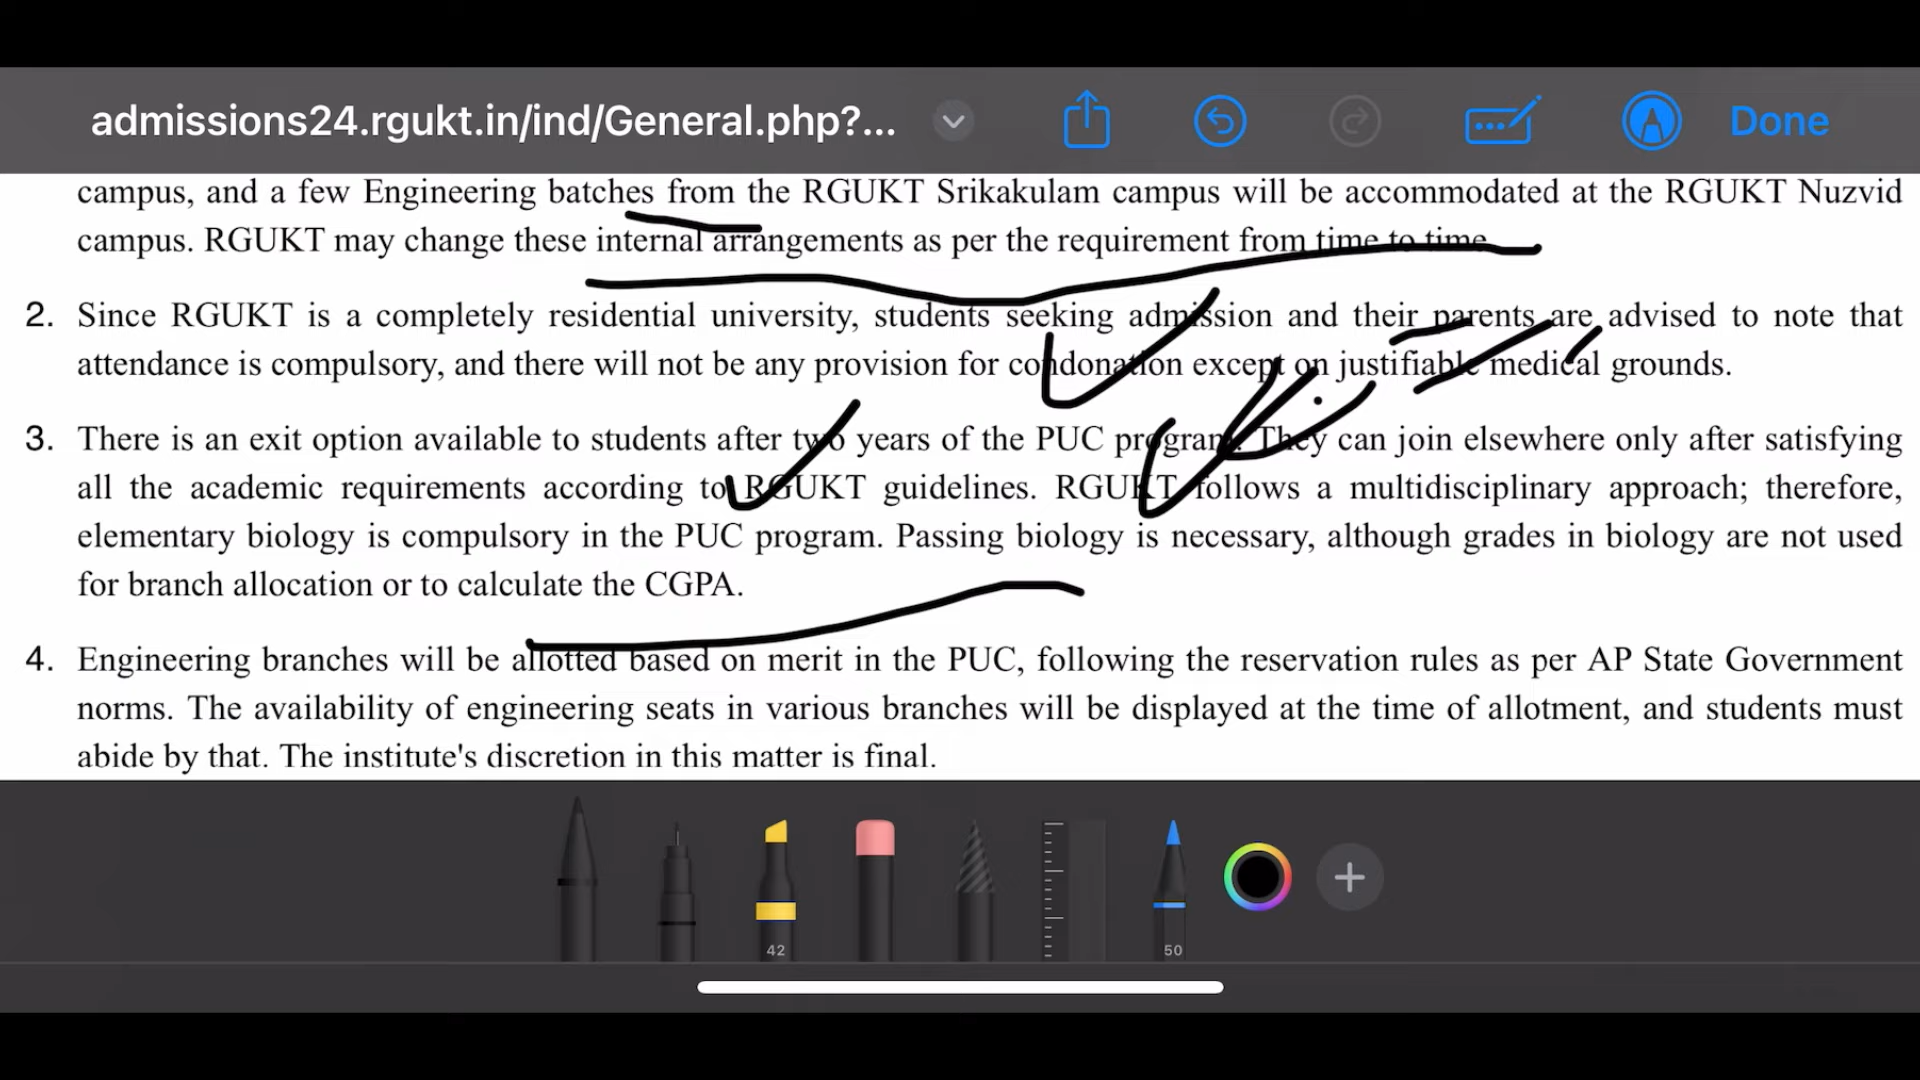 admissions24.rgukt.in/ind/General.php?...
Done
campus, and a few Engineering batches from the RGUKT Srikakulam campus will be accommodated at the RGUKT Nuzvid
campus. RGUKT may change these internal arrangements as per the requirement from time to time
2. Since RGUKT is a completely residential university, students seeking admission and their parents are advised to note that
attendance is compulsory, and there will not be any provision for condonation except on justifiable medical grounds.
3. There is an exit option available to students after two years of the PUC program. They can join elsewhere only after satisfying
all the academic requirements according to RGUKT guidelines. RGUKT follows a multidisciplinary approach; therefore,
elementary biology is compulsory in the PUC program. Passing biology is necessary, although grades in biology are not used
for branch allocation or to calculate the CGPA.
4. Engineering branches will be allotted based on merit in the PUC, following the reservation rules as per AP State Government
norms. The availability of engineering seats in various branches will be displayed at the time of allotment, and students must
abide by that. The institute's discretion in this matter is final.
42
50